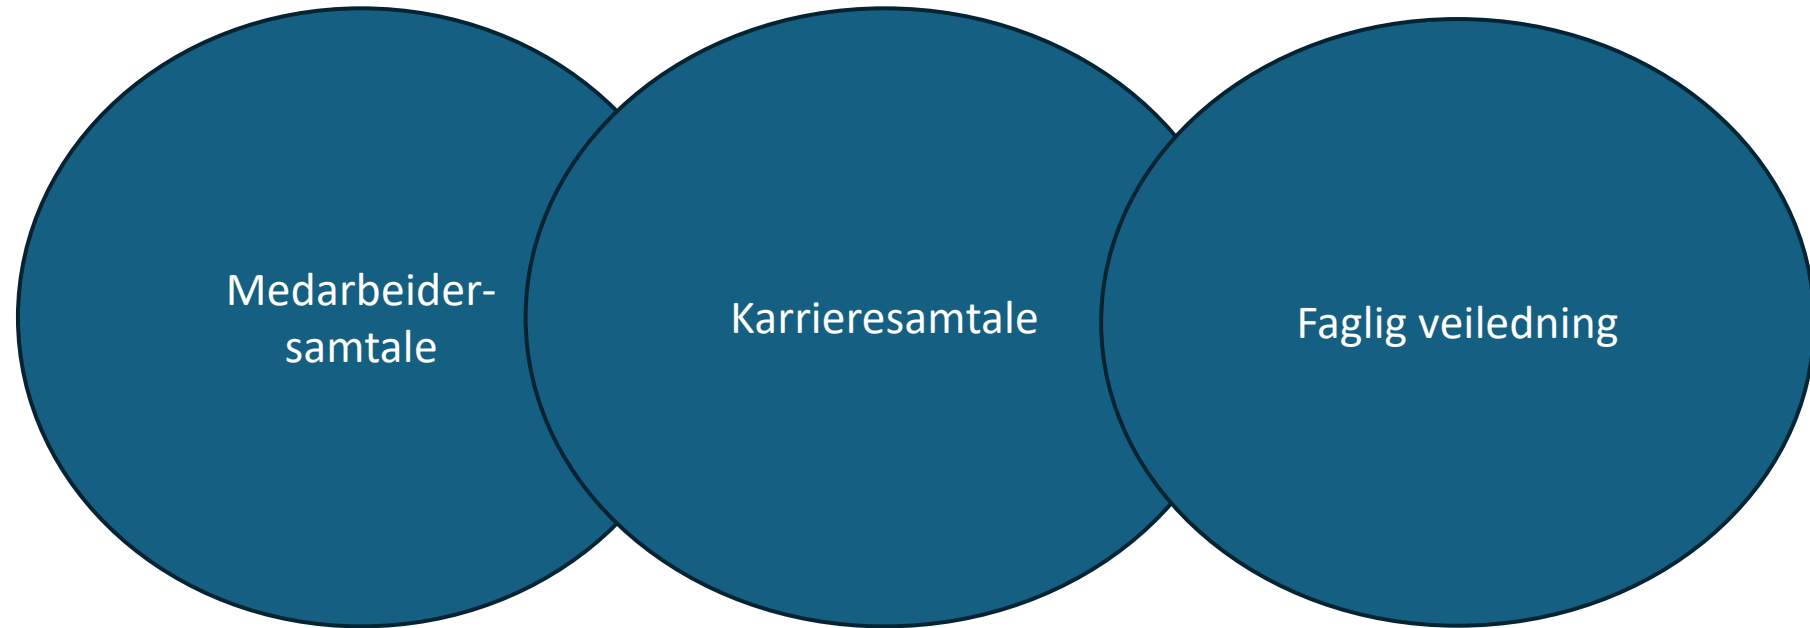 Medarbeider-
samtale
Karrieresamtale
Faglig veiledning